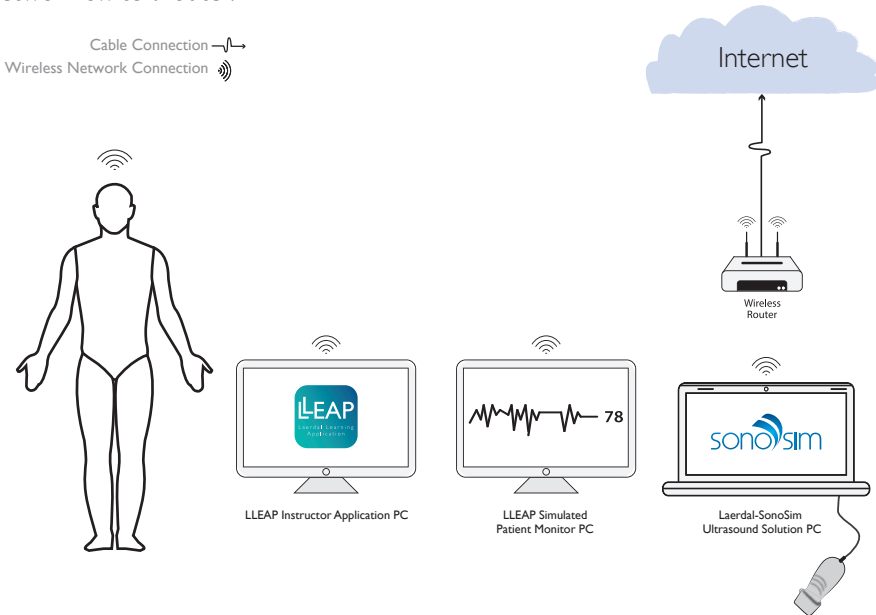 Cable Connection
Wireless Network Connection
Internet
Wireless
Router
LLEAP
Laerdal Learning
Application
78
sonosim
LLEAP Instructor Application PC
LLEAP Simulated
Patient Monitor PC
Laerdal-SonoSim
Ultrasound Solution PC